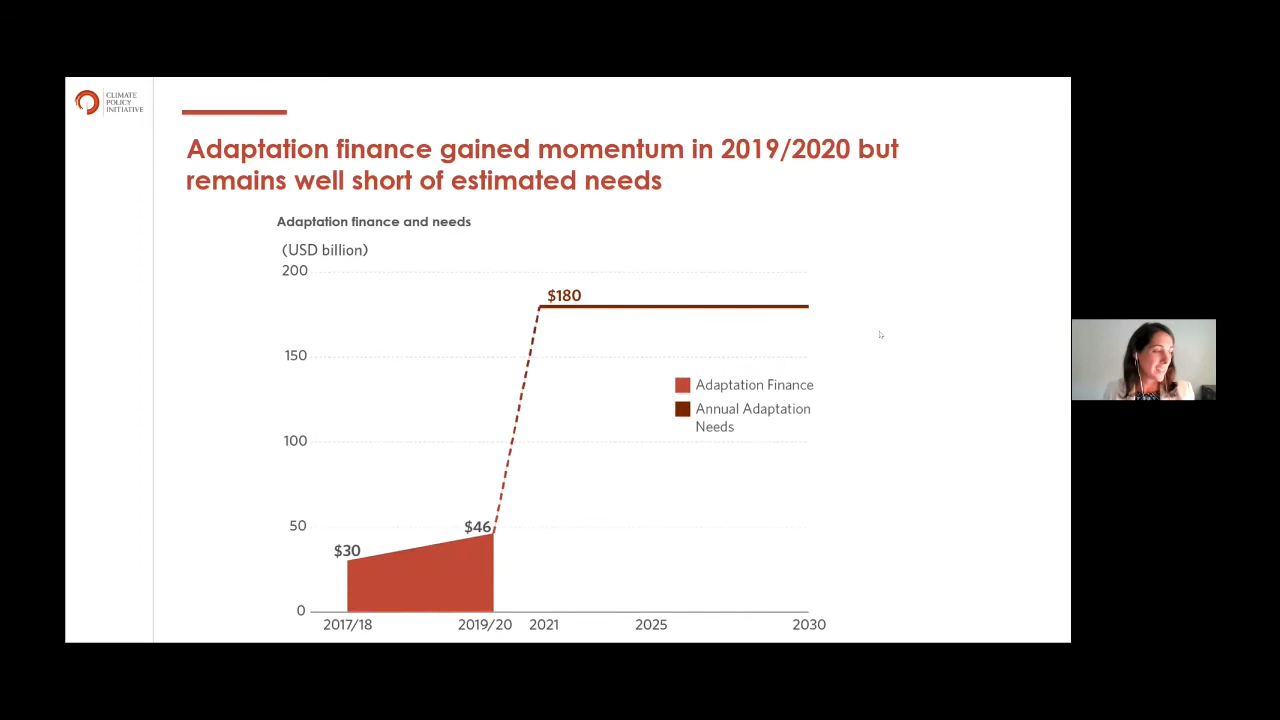 CLIMATE
POLICY
INITIATIVE
Adaptation finance gained momentum in 2019/2020 but
remains well short of estimated needs
Adaptation finance and needs
(USD billion)
200
$180
150
Adaptation Finance
Annual Adaptation
Needs
100
50
$46
$30
0
2017/18 2019/20 2021 2025 2030